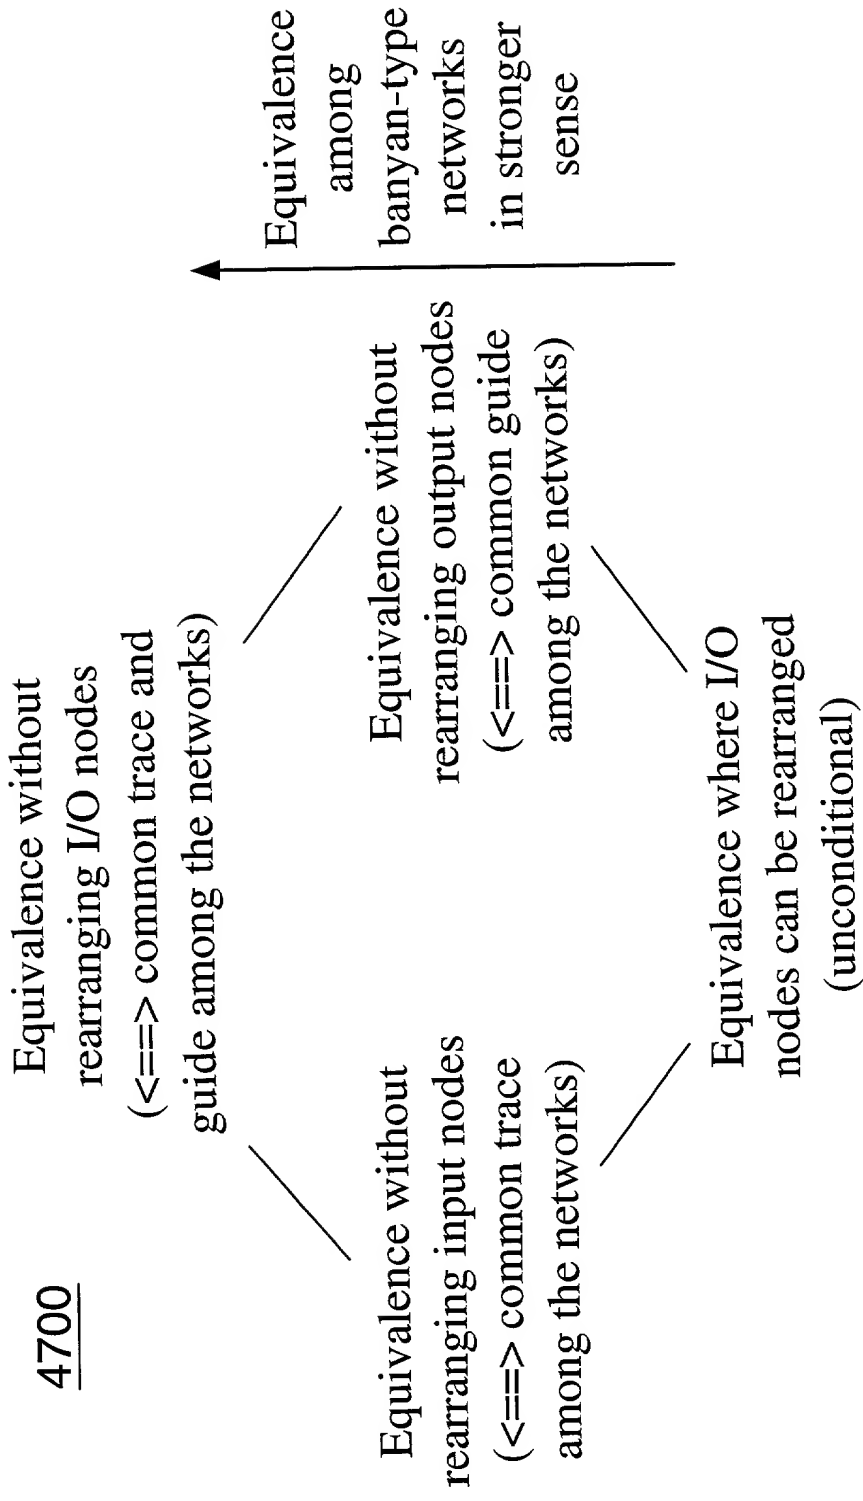 4700
Equivalence without
rearranging I/O nodes
(<==> common trace and
guide among the networks)
Equivalence without
rearranging input nodes
(<==> common trace
among the networks)
Equivalence without
rearranging output nodes
(<==> common guide
among the networks)
Equivalence where I/O
nodes can be rearranged
(unconditional)
Equivalence
among
banyan-type
networks
in stronger
sense